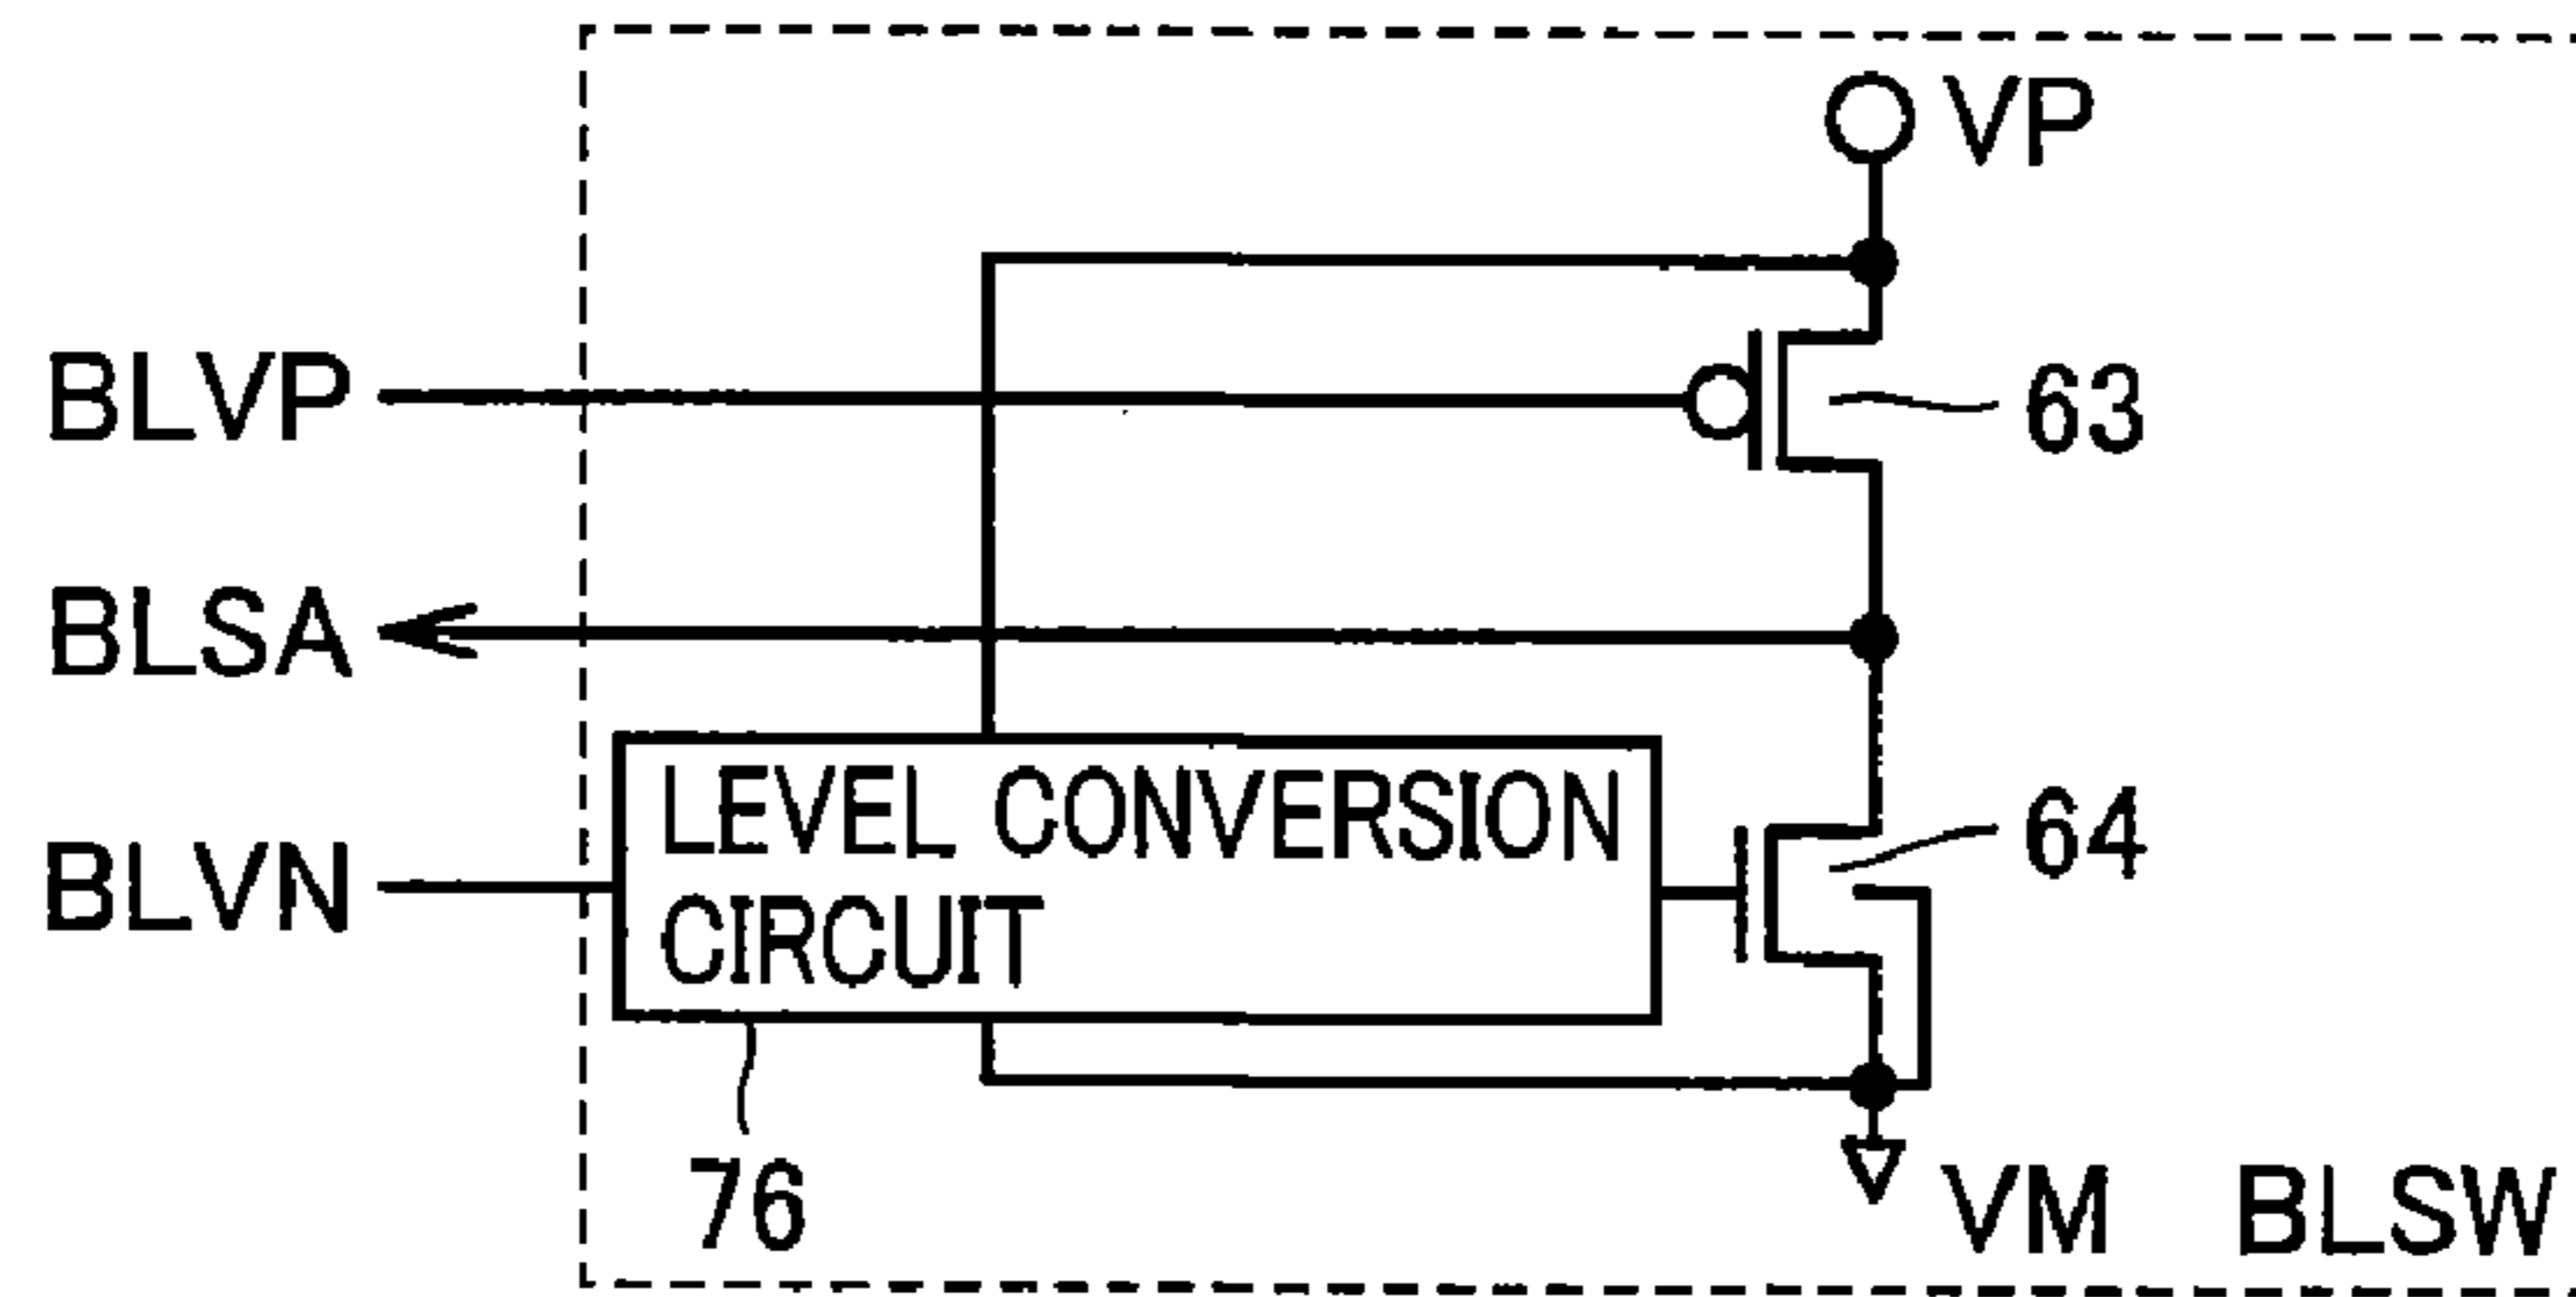 VP
BLVP
63
BLSA
LEVEL CONVERSION
CIRCUIT
64
BLVN
76
VM
BLSW